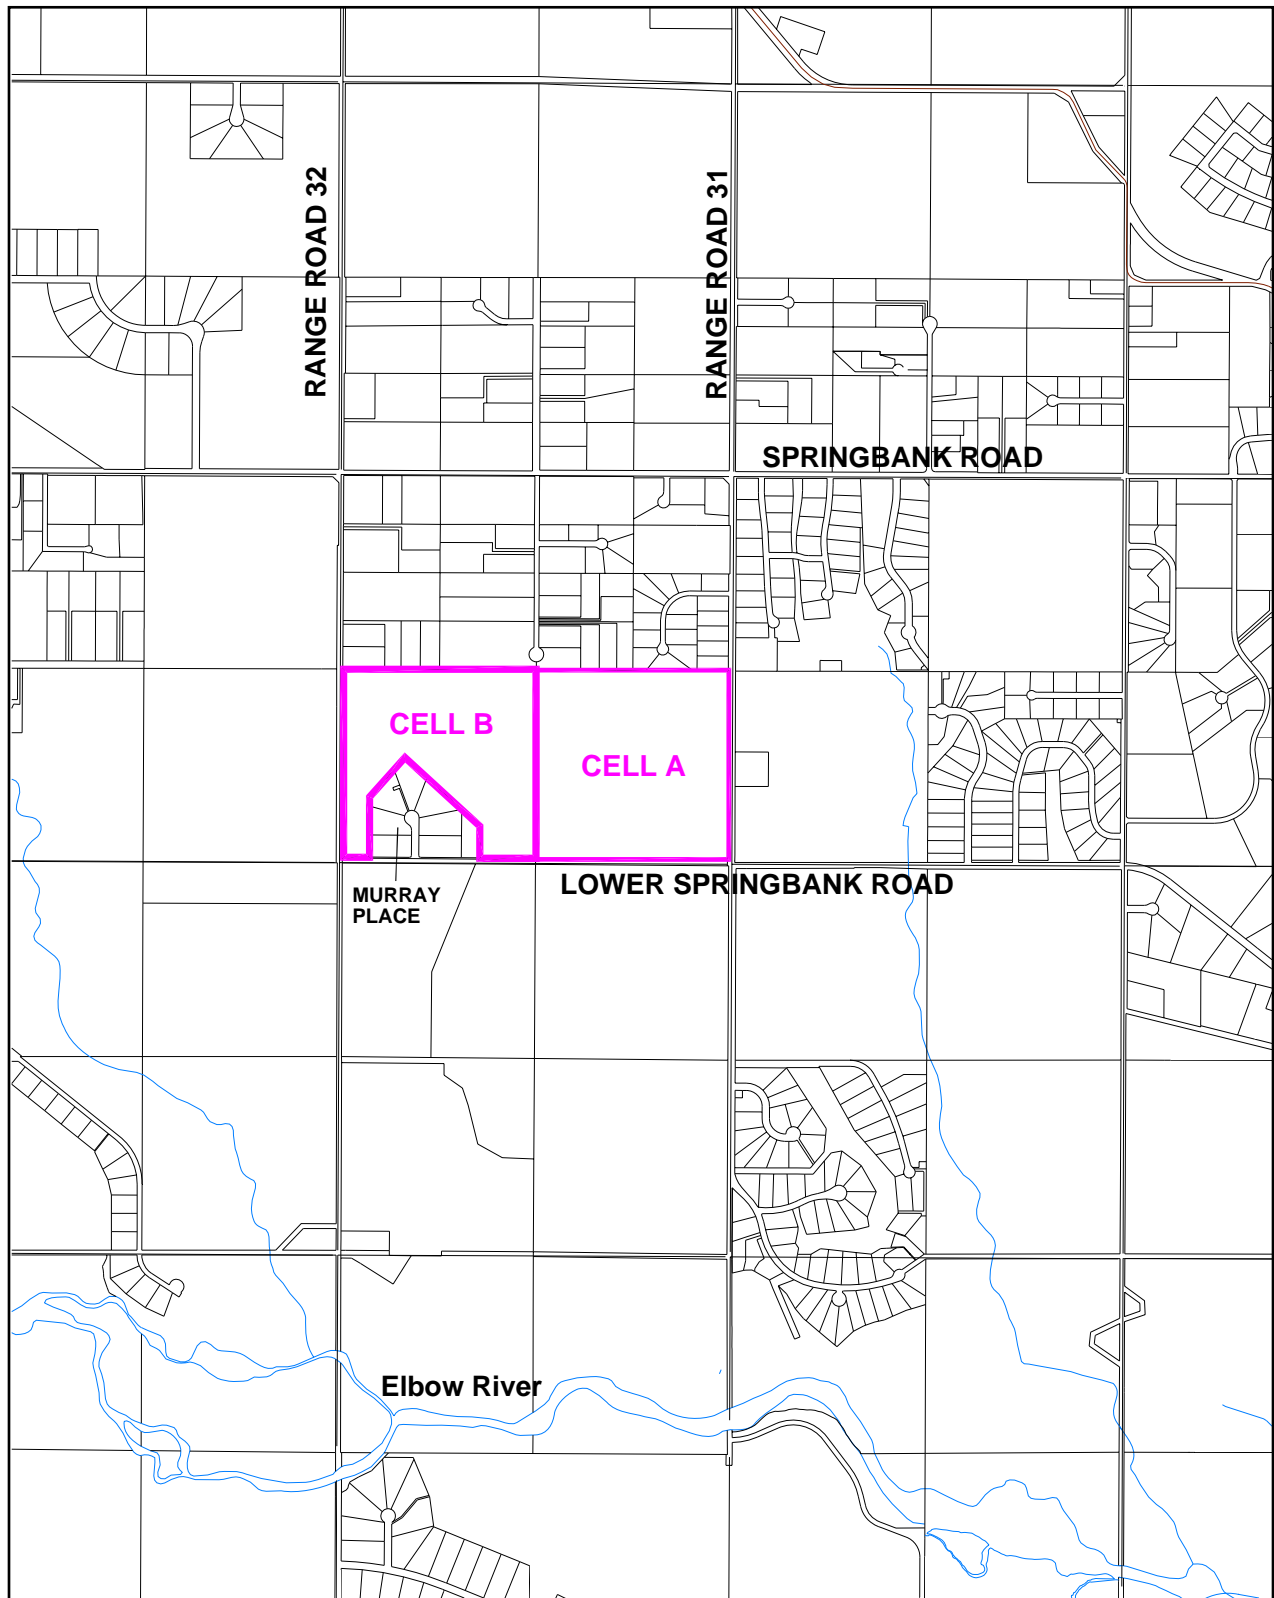 RANGE ROAD 32
RANGE ROAD 31
SPRINGBANK ROAD
CELL B
CELL A
MURRAY
PLACE
LOWER SPRINGBANK ROAD
Elbow River